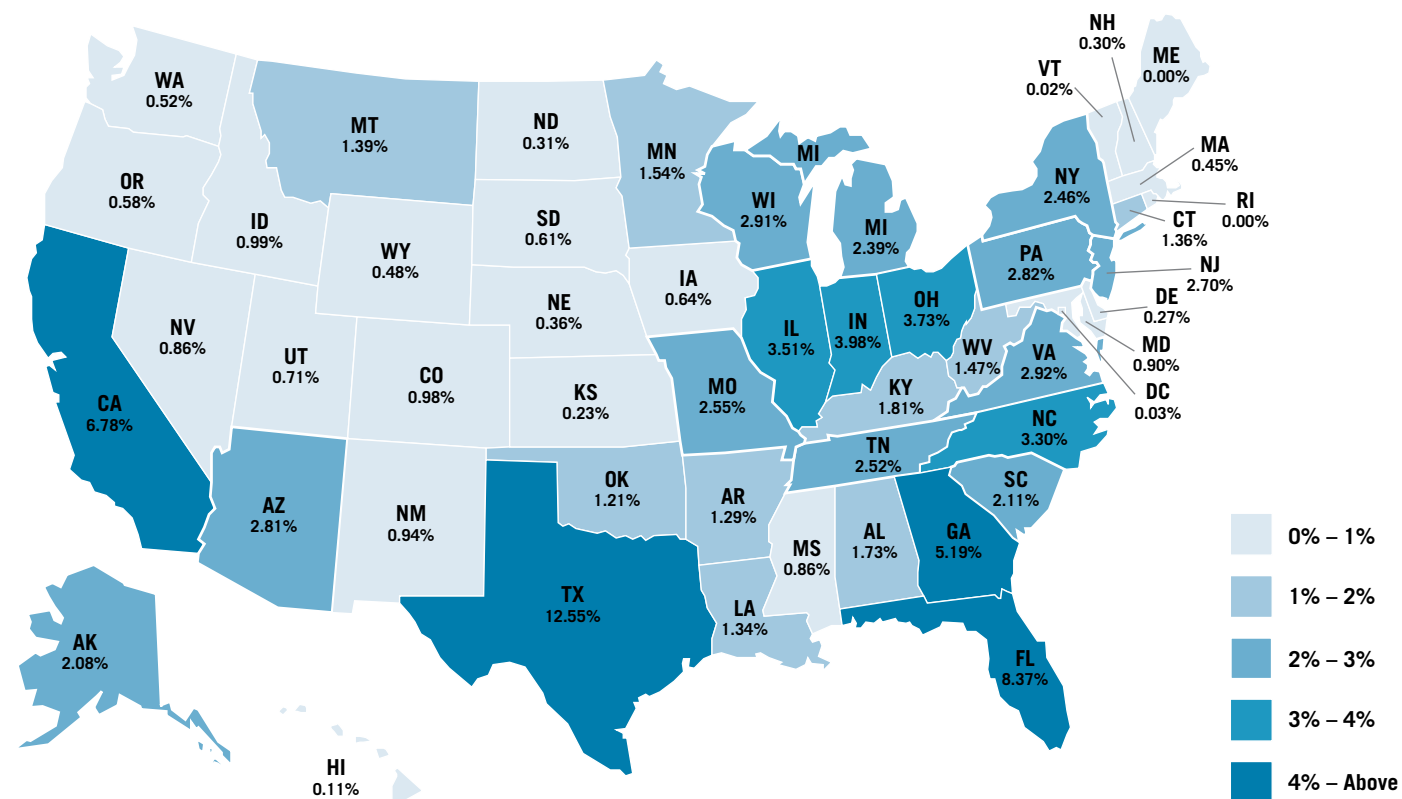 NH
0.30%
ME
0.00%
VT
0.02%
WA
0.52%
MT
1.39%
ND
0.31%
MN
1.54%
MI
MA
0.45%
OR
0.58%
ID
0.99%
SD
0.61%
WI
2.91%
MI
2.39%
NY
2.46%
RI
0.00%
CT
1.36%
WY
0.48%
PA
2.82%
NJ
2.70%
IA
0.64%
NE
0.36%
DE
0.27%
NV
0.86%
IL
3.51%
IN
3.98%
OH
3.73%
WV
1.47%
VA
2.92%
MD
0.90%
UT
0.71%
CO
0.98%
KS
0.23%
MO
2.55%
KY
1.81%
DC
0.03%
CA
6.78%
NC
3.30%
TN
2.52%
AZ
2.81%
NM
0.94%
OK
1.21%
AR
1.29%
SC
2.11%
MS
0.86%
AL
1.73%
GA
5.19%
TX
12.55%
LA
1.34%
AK
2.08%
FL
8.37%
HI
0.11%
0% – 1%
1% – 2%
2% – 3%
3% – 4%
4% – Above